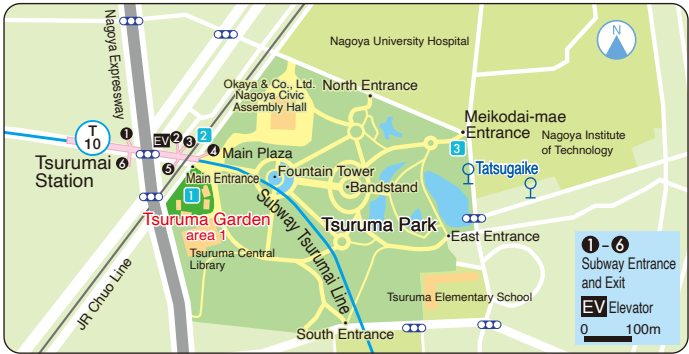 Nagoya Expressway
Nagoya University Hospital
N
Okaya & Co., Ltd.
Nagoya Civic
Assembly Hall
North Entrance
Meikodai-mae
Entrance
Nagoya Institute
of Technology
T
10
1
EV 2 3
2
4 Main Plaza
3
Tsurumai
Station
6
5
Main Entrance
1
Fountain Tower
Bandstand
Tatsugaike
Tsuruma Garden
area 1
Subway Tsurumai Line
Tsuruma Park
East Entrance
Tsuruma Central
Library
JR Chuo Line
Tsuruma Elementary School
South Entrance
1 - 6
Subway Entrance
and Exit
EV Elevator
0 100m